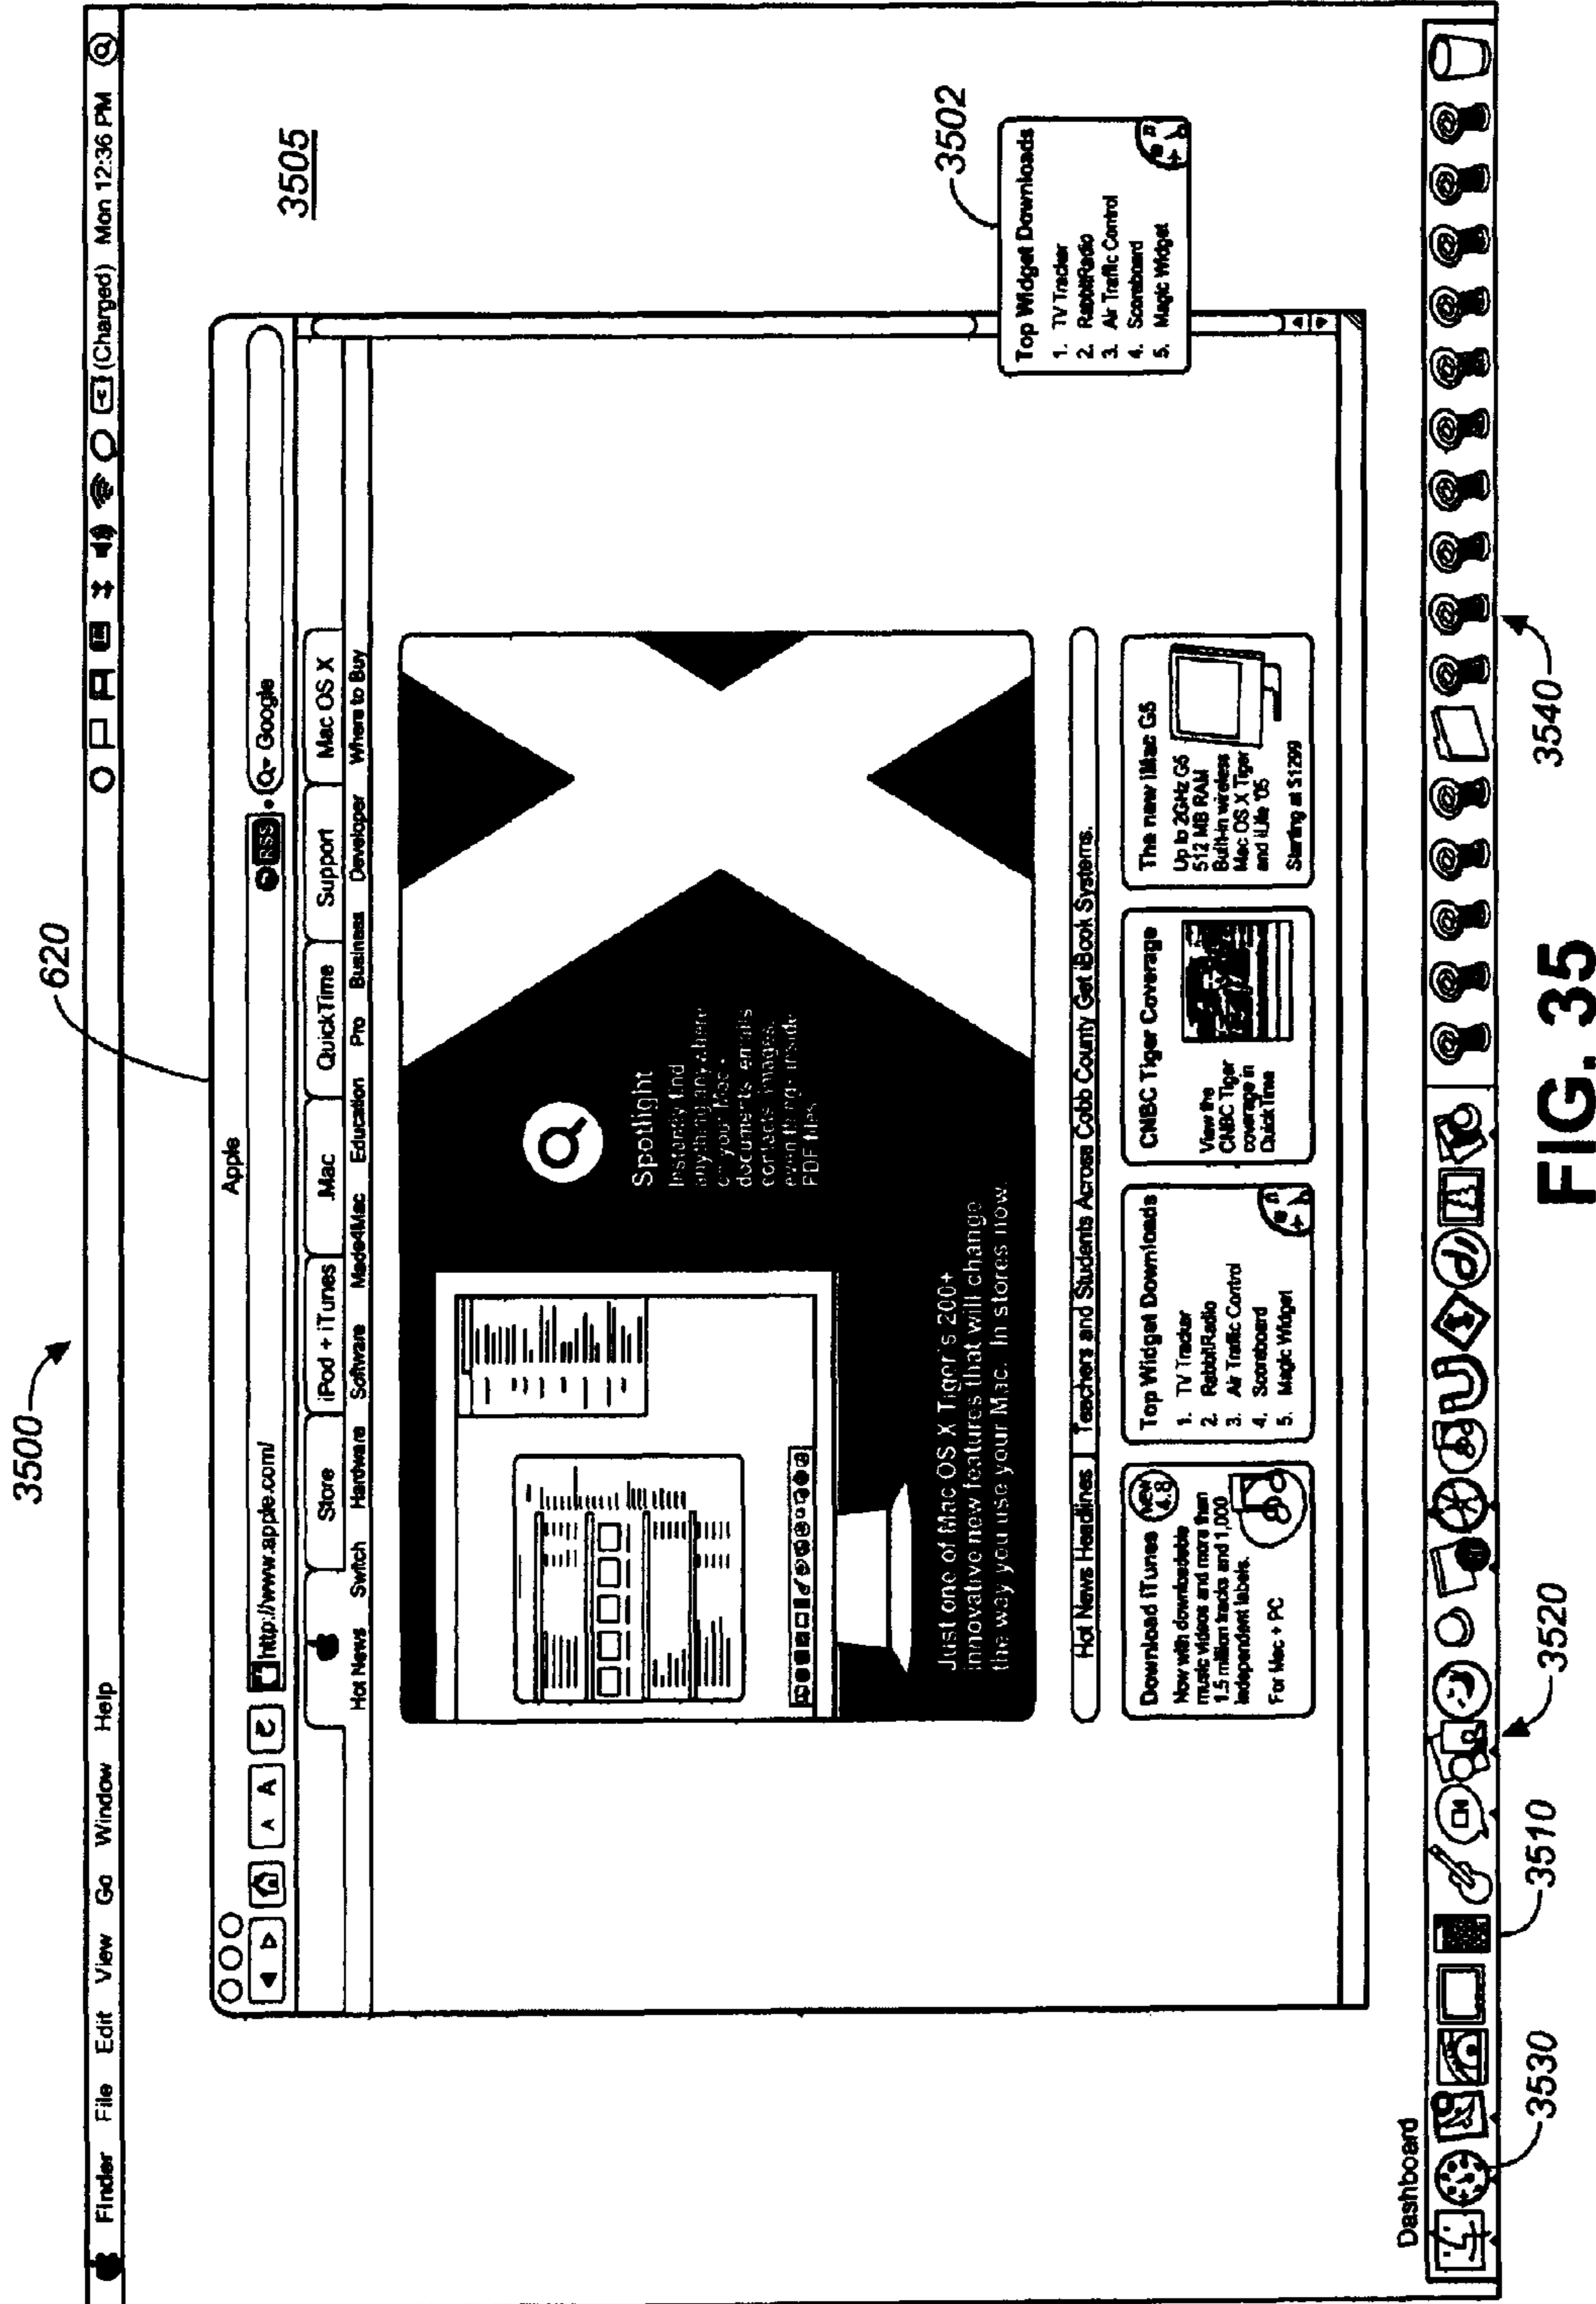 3500
620
Finder File Edit View Go Window Help
(Charged) Mon 12:36 PM
3505
Apple
A A
http://www.apple.com/
RSS
Q- Google
Store iPod + iTunes .Mac QuickTime Support Mac OS X
Hot News Switch Hardware Software Made4Mac Education Pro Business Developer Where to Buy
Spotlight
Instantly find
anything anywhere
on your Mac -
documents emails
contacts images,
even things inside
PDF files
Just one of Mac OS X Tiger's 200+
innovative new features that will change
the way you use your Mac. In stores now.
Hot News Headlines Teachers and Students Across Cobb County Get iBook Systems.
Download iTunes
New
4.8
Now with downloadable
music videos and more than
1.5 million tracks and 1,000
independent labels.
For Mac + PC
Top Widget Downloads
1. TV Tracker
2. RabbitRadio
3. Air Traffic Control
4. Scoreboard
5. Magic Widget
CNBC Tiger Coverage
View the
CNBC Tiger
coverage in
QuickTime
The new iMac G5
Up to 2GHz G5
512 MB RAM
Built-in wireless
Mac OS X Tiger
and iLife '05
Starting at $1299
3502
Top Widget Downloads
1. TV Tracker
2. RabbitRadio
3. Air Traffic Control
4. Scoreboard
5. Magic Widget
Dashboard
3530
3510
3520
3540
FIG. 35